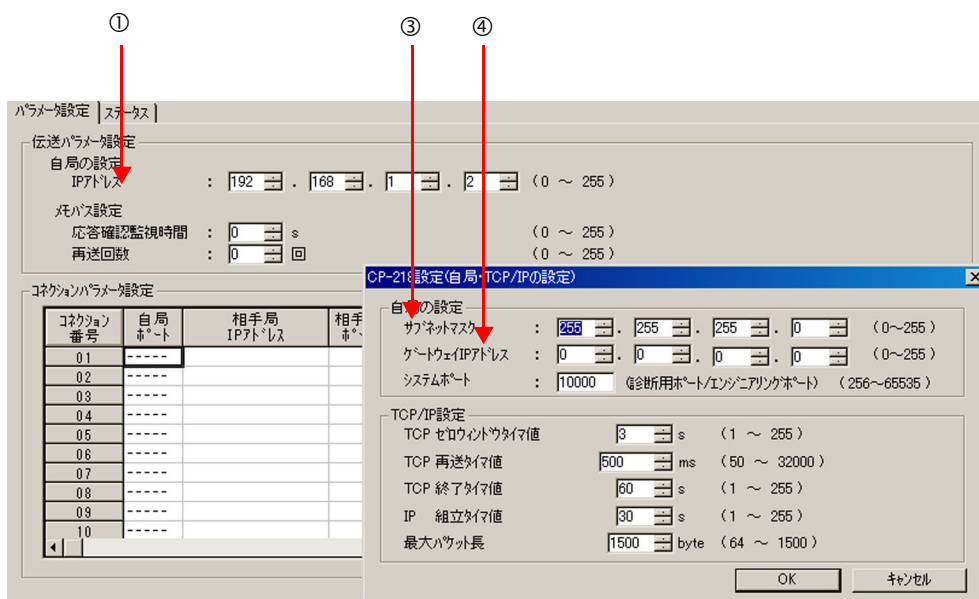 ① ③ ④
パラメータ設定 ステータス
伝送パラメータ設定
自局の設定
IPアドレス : 192 . 168 . 1 . 2 (0 ～ 255)
メモバス設定
応答確認監視時間 : 0 s (0 ～ 255)
再送回数 : 0 回 (0 ～ 255)
コネクションパラメータ設定
コネクション番号 自局ポート 相手局IPアドレス 相手
01 -----
02 -----
03 -----
04 -----
05 -----
06 -----
07 -----
08 -----
09 -----
10 -----
CP-218設定(自局・TCP/IPの設定)
自局の設定
サブネットマスク : 255 . 255 . 255 . 0 (0～255)
ゲートウェイIPアドレス : 0 . 0 . 0 . 0 (0～255)
システムポート : 10000 (診断用ポート/エンジニアリングポート) (256～65535)
TCP/IP設定
TCP ゼロウィンドウタイマ値 3 s (1 ～ 255)
TCP 再送タイマ値 500 ms (50 ～ 32000)
TCP 終了タイマ値 60 s (1 ～ 255)
IP 組立タイマ値 30 s (1 ～ 255)
最大パケット長 1500 byte (64 ～ 1500)
OK キャンセル